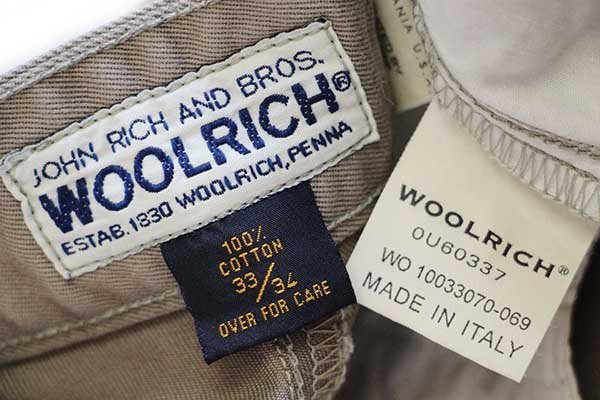 JOHN RICH AND BROS.
WOOLRICH®
ESTAB. 1830 WOOLRICH, PENNA
100%
COTTON
33/34
OVER FOR CARE
WOOLRICH®
OU60337
WO 10033070-069
MADE IN ITALY